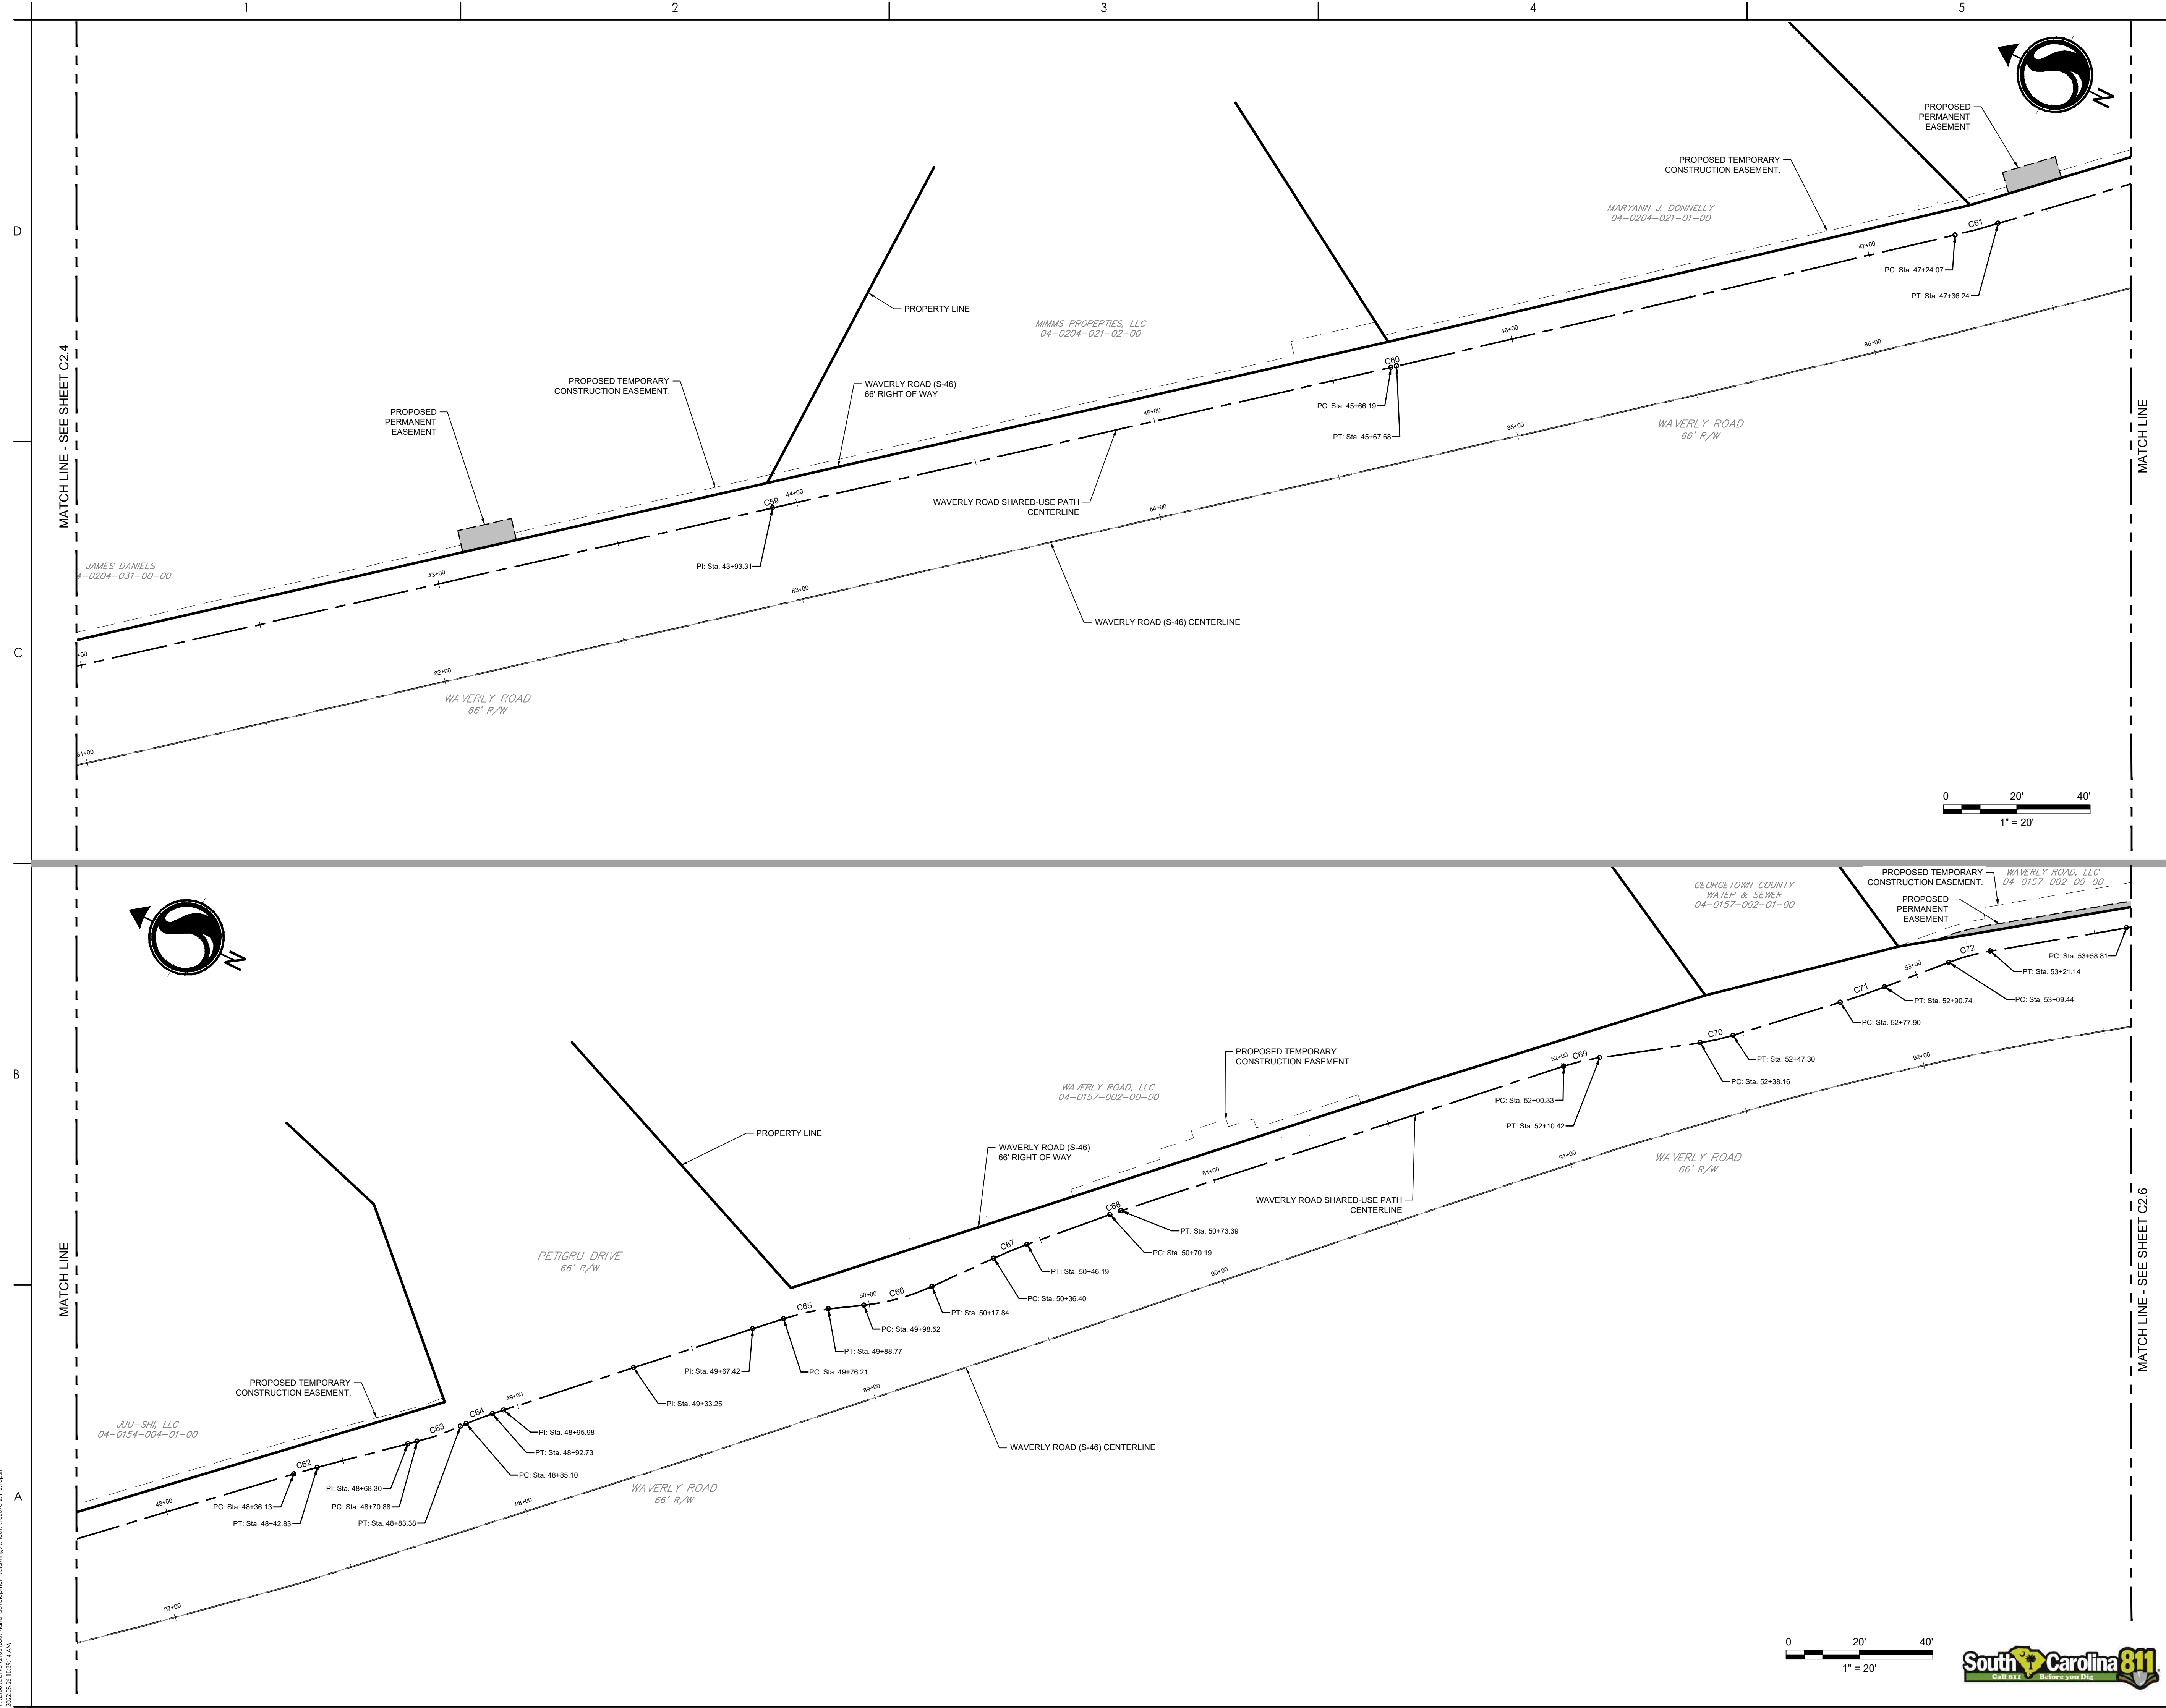 1
2
3
4
5
D
C
B
A
MATCH LINE - SEE SHEET C2.4
MATCH LINE
N
PROPOSED
PERMANENT
EASEMENT
PROPOSED TEMPORARY
CONSTRUCTION EASEMENT.
MARYANN J. DONNELLY
04-0204-021-01-00
C61
47+00
PC: Sta. 47+24.07
PT: Sta. 47+36.24
PROPERTY LINE
MIMMS PROPERTIES, LLC
04-0204-021-02-00
46+00
86+00
C60
PC: Sta. 45+66.19
PT: Sta. 45+67.68
PROPOSED TEMPORARY
CONSTRUCTION EASEMENT.
WAVERLY ROAD (S-46)
66' RIGHT OF WAY
PROPOSED
PERMANENT
EASEMENT
45+00
85+00
WAVERLY ROAD
66' R/W
C59
44+00
WAVERLY ROAD SHARED-USE PATH
CENTERLINE
84+00
PI: Sta. 43+93.31
JAMES DANIELS
4-0204-031-00-00
43+00
83+00
WAVERLY ROAD (S-46) CENTERLINE
+00
82+00
WAVERLY ROAD
66' R/W
81+00
0 20' 40'
1" = 20'
MATCH LINE
MATCH LINE - SEE SHEET C2.6
N
GEORGETOWN COUNTY
WATER & SEWER
04-0157-002-01-00
PROPOSED TEMPORARY
CONSTRUCTION EASEMENT.
WAVERLY ROAD, LLC
04-0157-002-00-00
PROPOSED
PERMANENT
EASEMENT
C72
PC: Sta. 53+58.81
PT: Sta. 53+21.14
53+00
PC: Sta. 53+09.44
C71
PT: Sta. 52+90.74
PC: Sta. 52+77.90
C70
PT: Sta. 52+47.30
PC: Sta. 52+38.16
92+00
PROPOSED TEMPORARY
CONSTRUCTION EASEMENT.
WAVERLY ROAD, LLC
04-0157-002-00-00
52+00
C69
PC: Sta. 52+00.33
PT: Sta. 52+10.42
PROPERTY LINE
WAVERLY ROAD (S-46)
66' RIGHT OF WAY
91+00
WAVERLY ROAD
66' R/W
51+00
WAVERLY ROAD SHARED-USE PATH
CENTERLINE
C68
PT: Sta. 50+73.39
PC: Sta. 50+70.19
PETIGRU DRIVE
66' R/W
C67
PT: Sta. 50+46.19
PC: Sta. 50+36.40
90+00
50+00
C66
PT: Sta. 50+17.84
C65
PC: Sta. 49+98.52
PT: Sta. 49+88.77
PI: Sta. 49+67.42
PC: Sta. 49+76.21
PROPOSED TEMPORARY
CONSTRUCTION EASEMENT.
49+00
PI: Sta. 49+33.25
89+00
JUU-SHI, LLC
04-0154-004-01-00
C63
C64
PI: Sta. 48+95.98
PT: Sta. 48+92.73
PC: Sta. 48+85.10
WAVERLY ROAD (S-46) CENTERLINE
C62
PI: Sta. 48+68.30
PC: Sta. 48+70.88
PT: Sta. 48+83.38
48+00
PC: Sta. 48+36.13
PT: Sta. 48+42.83
88+00
WAVERLY ROAD
66' R/W
87+00
0 20' 40'
1" = 20'
South Carolina 811
Call 811 Before you Dig